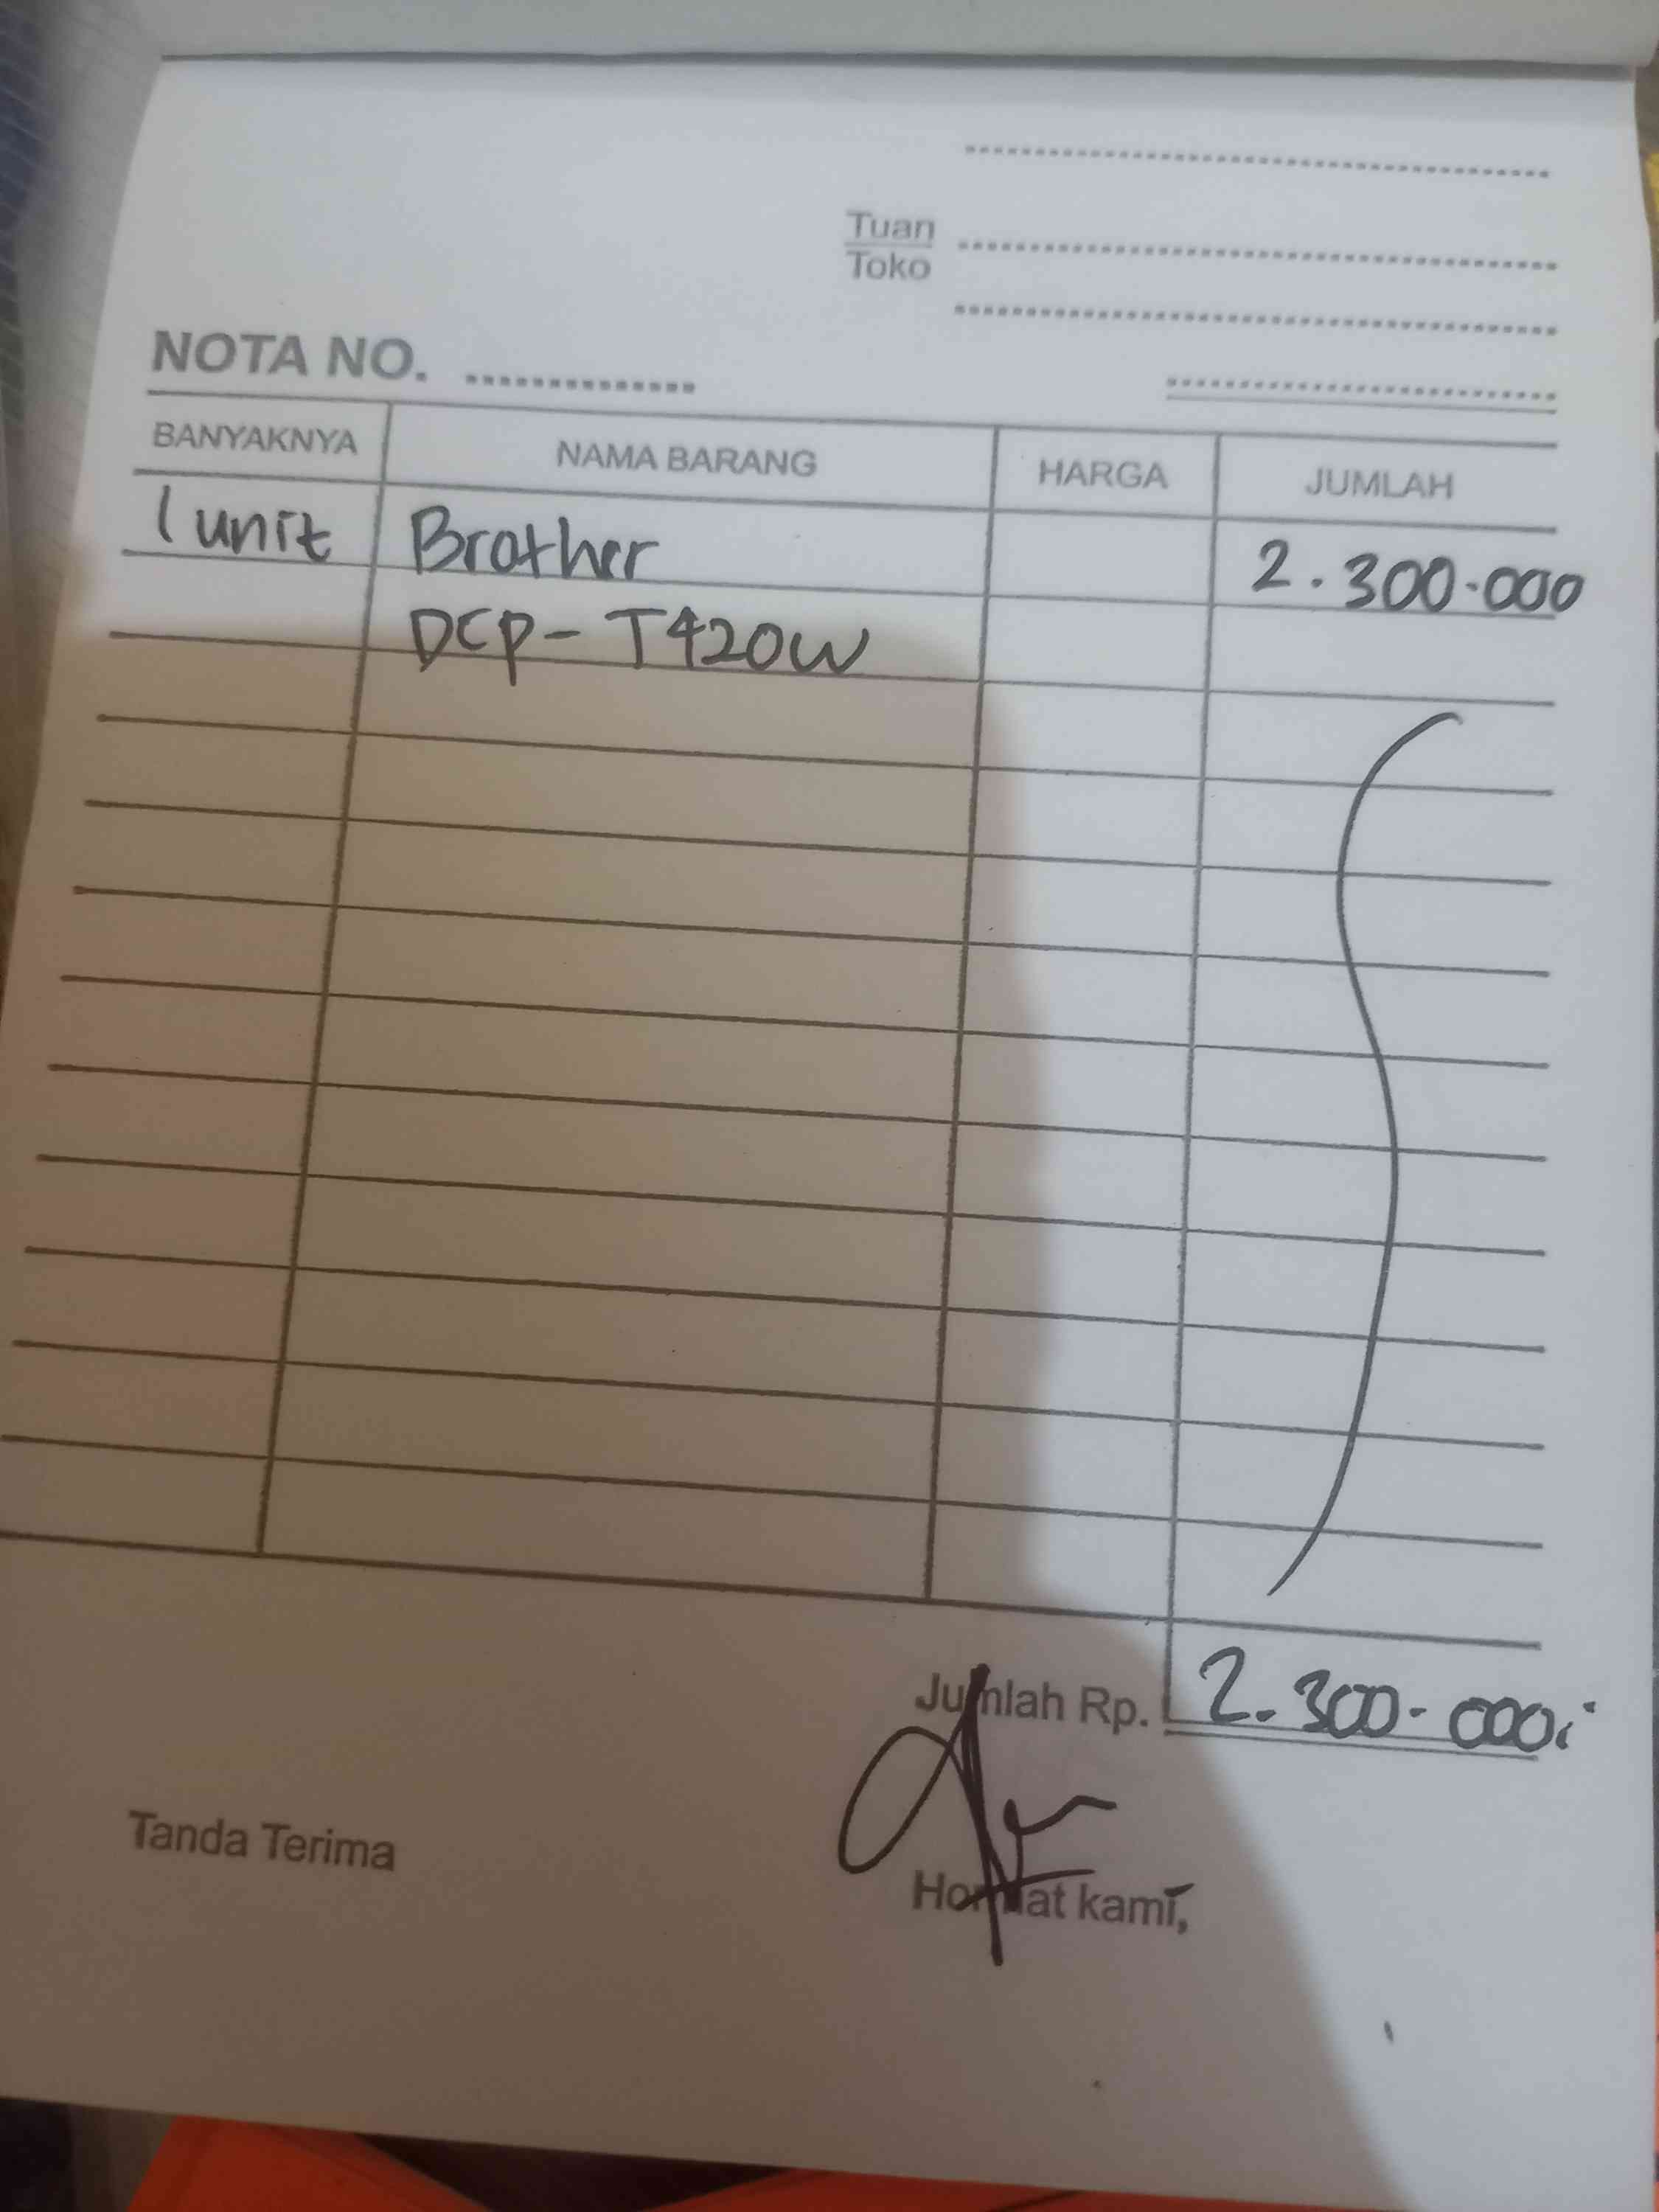 Tuan
Toko
NOTA NO.
BANYAKNYA NAMA BARANG HARGA JUMLAH
1 unit Brother 2.300.000
DCP-T420W
Jumlah Rp. 2.300.000,-
Tanda Terima Hormat kami,